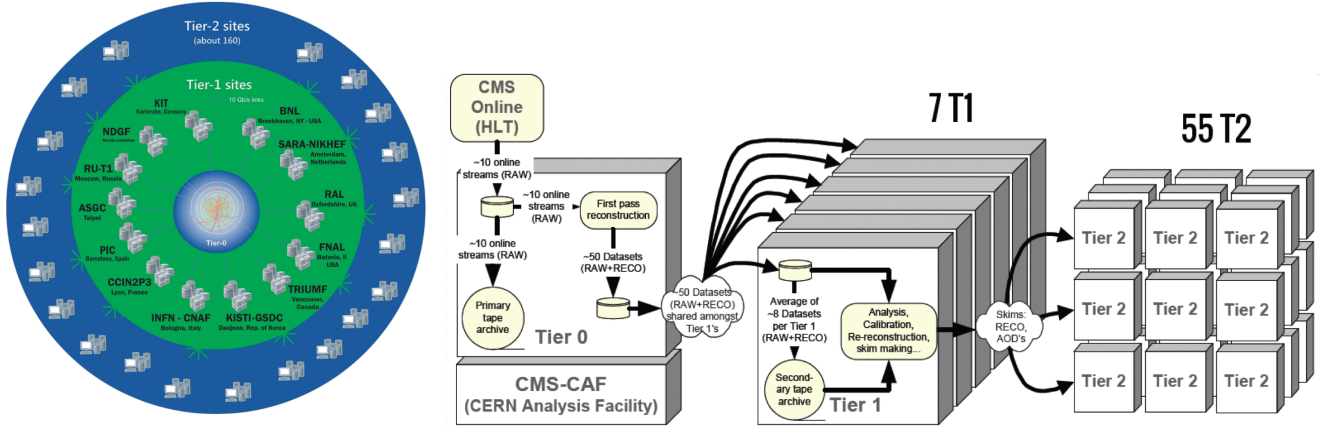 Tier-2 sites
(about 160)
Tier-1 sites
10 Gb/s links
KIT
Karlsruhe, Germany
BNL
Brookhaven, NY - USA
NDGF
Nordic countries
SARA-NIKHEF
Amsterdam,
Netherlands
RU-T1
Moscow, Russia
RAL
Oxfordshire, UK
ASGC
Taipei
Tier-0
PIC
Barcelona, Spain
FNAL
Batavia, Il
USA
CCIN2P3
Lyon, France
TRIUMF
Vancouver,
Canada
INFN - CNAF
Bologna, Italy
KISTI-GSDC
Daejeon, Rep. of Korea
CMS
Online
(HLT)
~10 online
streams (RAW)
~10 online
streams
(RAW)
First pass
reconstruction
~10 online
streams (RAW)
~50 Datasets
(RAW+RECO)
Primary
tape
archive
Tier 0
CMS-CAF
(CERN Analysis Facility)
~50 Datasets
(RAW+RECO)
shared amongst
Tier 1's
7 T1
Average of
~8 Datasets
per Tier 1
(RAW+RECO)
Analysis,
Calibration,
Re-reconstruction,
skim making...
Second-
ary tape
archive
Tier 1
Skims:
RECO,
AOD's
55 T2
Tier 2 Tier 2 Tier 2
Tier 2 Tier 2 Tier 2
Tier 2 Tier 2 Tier 2